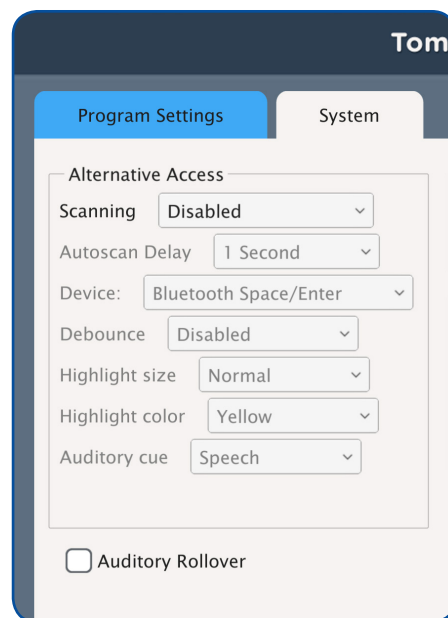 Tom
Program Settings
System
Alternative Access
Scanning Disabled
Autoscan Delay 1 Second
Device: Bluetooth Space/Enter
Debounce Disabled
Highlight size Normal
Highlight color Yellow
Auditory cue Speech
Auditory Rollover